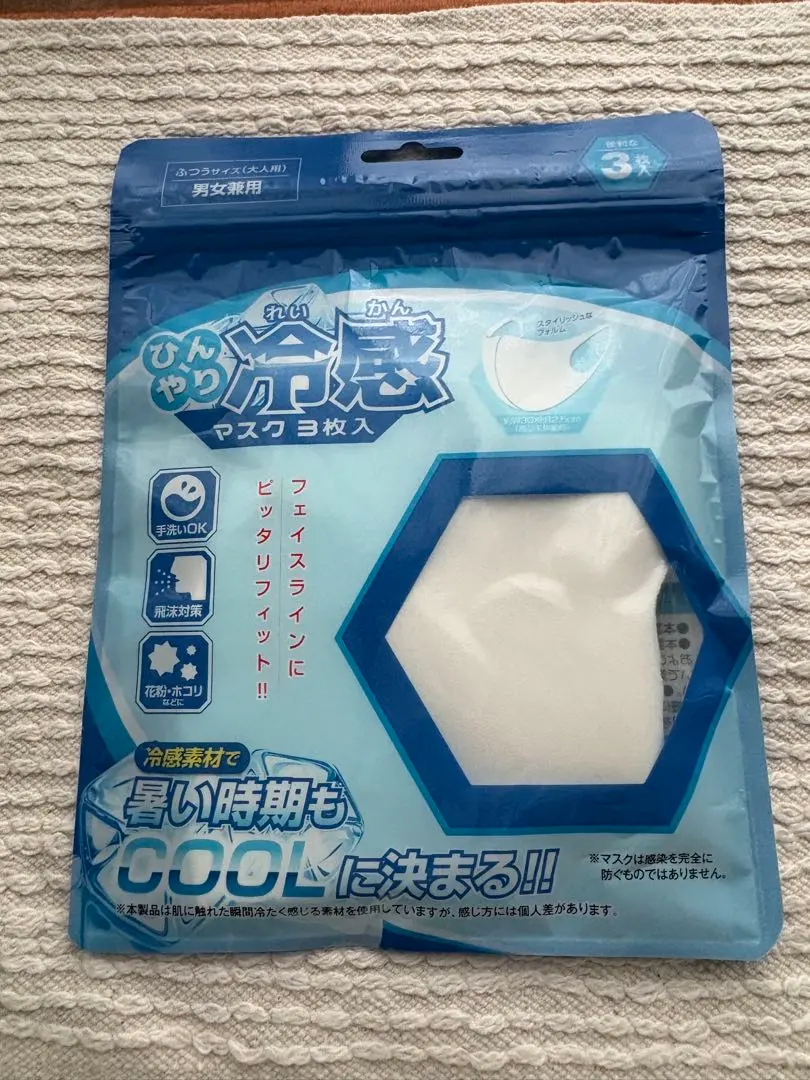 ふつうサイズ(大人用)
男女兼用
便利な
3枚入
ひんやり
れいかん
冷感
マスク3枚入
スタイリッシュな
フォルム
手洗いOK
飛沫対策
花粉・ホコリ
などに
フェイスラインに
ピッタリフィット!!
冷感素材で
暑い時期も
COOLに決まる!!
※マスクは感染を完全に
防ぐものではありません。
※本製品は肌に触れた瞬間冷たく感じる素材を使用していますが、感じ方には個人差があります。